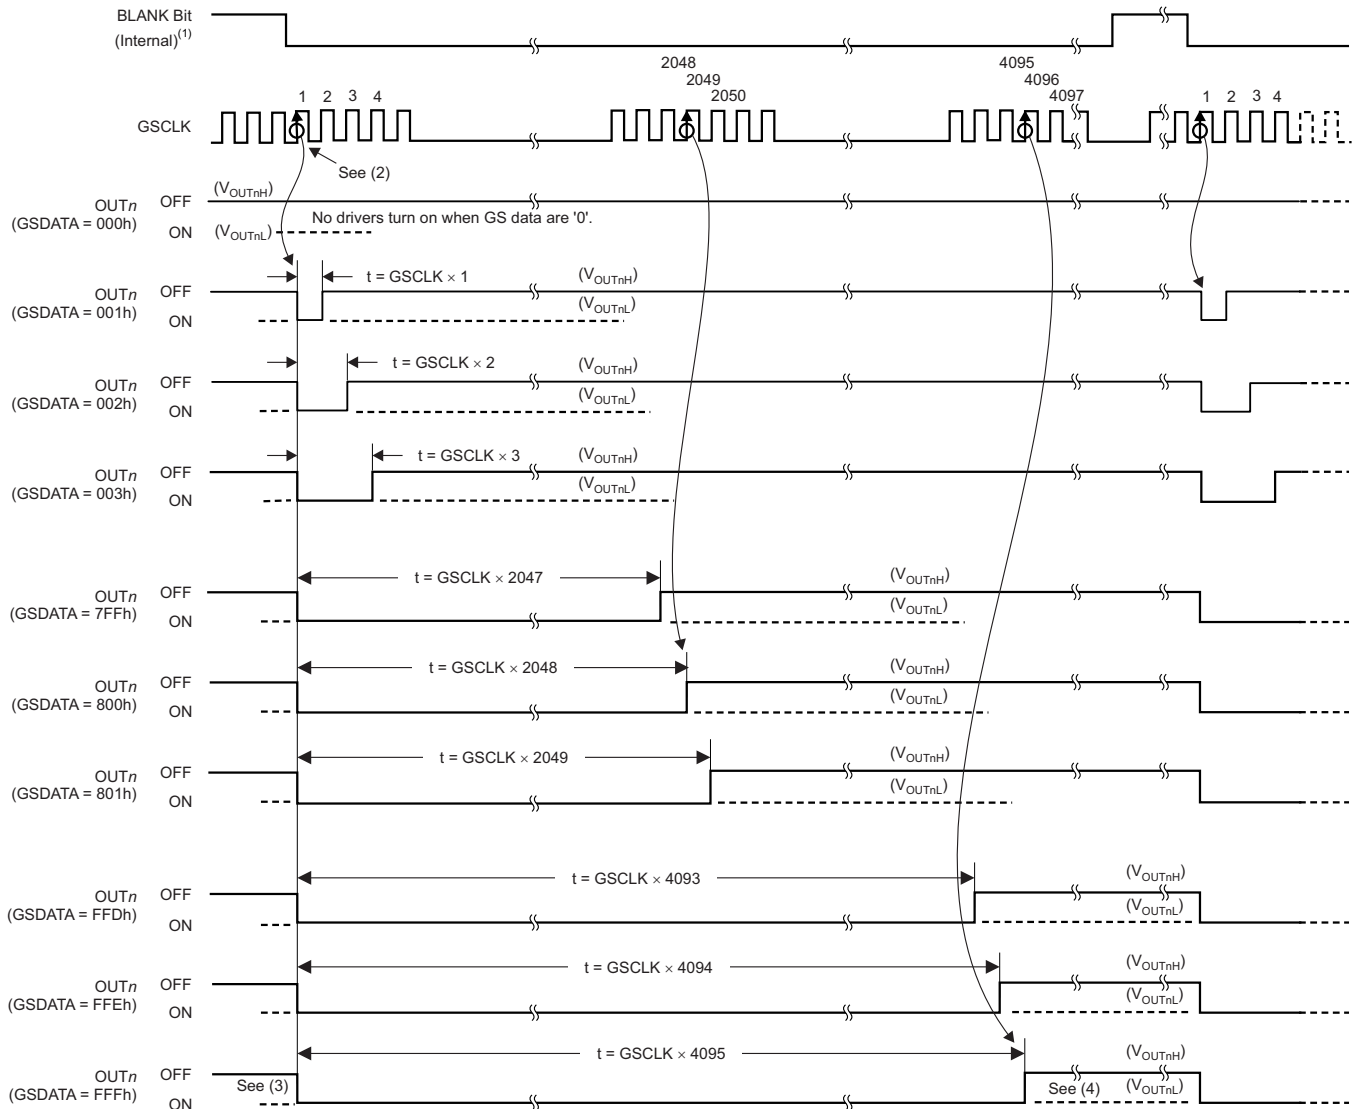 BLANK Bit
(Internal)(1)
2048
2049
2050
4095
4096
4097
1 2 3 4
1 2 3 4
GSCLK
See (2)
OUTn
(GSDATA = 000h)
OFF
ON
(VOUTnH)
(VOUTnL)
No drivers turn on when GS data are '0'.
OUTn
(GSDATA = 001h)
OFF
ON
t = GSCLK × 1
(VOUTnH)
(VOUTnL)
OUTn
(GSDATA = 002h)
OFF
ON
t = GSCLK × 2
(VOUTnH)
(VOUTnL)
OUTn
(GSDATA = 003h)
OFF
ON
t = GSCLK × 3
(VOUTnH)
(VOUTnL)
OUTn
(GSDATA = 7FFh)
OFF
ON
t = GSCLK × 2047
(VOUTnH)
(VOUTnL)
OUTn
(GSDATA = 800h)
OFF
ON
t = GSCLK × 2048
(VOUTnH)
(VOUTnL)
OUTn
(GSDATA = 801h)
OFF
ON
t = GSCLK × 2049
(VOUTnH)
(VOUTnL)
OUTn
(GSDATA = FFDh)
OFF
ON
t = GSCLK × 4093
(VOUTnH)
(VOUTnL)
OUTn
(GSDATA = FFEh)
OFF
ON
t = GSCLK × 4094
(VOUTnH)
(VOUTnL)
OUTn
(GSDATA = FFFh)
OFF
ON
See (3)
t = GSCLK × 4095
See (4)
(VOUTnH)
(VOUTnL)